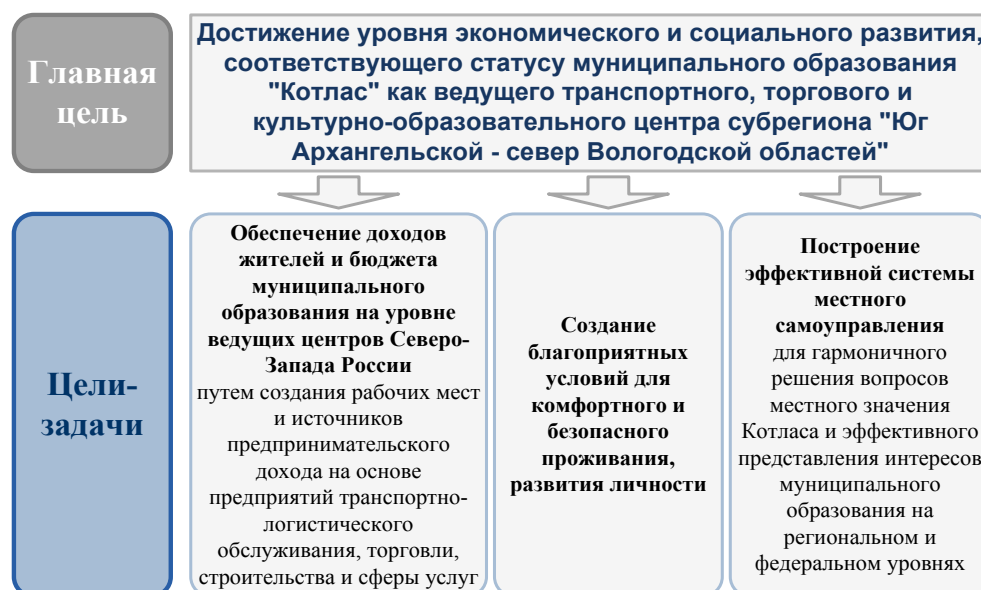 Главная
цель
Достижение уровня экономического и социального развития,
соответствующего статусу муниципального образования
"Котлас" как ведущего транспортного, торгового и
культурно-образовательного центра субрегиона "Юг
Архангельской - север Вологодской областей"
Цели-
задачи
Обеспечение доходов
жителей и бюджета
муниципального
образования на уровне
ведущих центров Северо-
Запада России
путем создания рабочих мест
и источников
предпринимательского
дохода на основе
предприятий транспортно-
логистического
обслуживания, торговли,
строительства и сферы услуг
Создание
благоприятных
условий для
комфортного и
безопасного
проживания,
развития личности
Построение
эффективной системы
местного
самоуправления
для гармоничного
решения вопросов
местного значения
Котласа и эффективного
представления интересов
муниципального
образования на
региональном и
федеральном уровнях